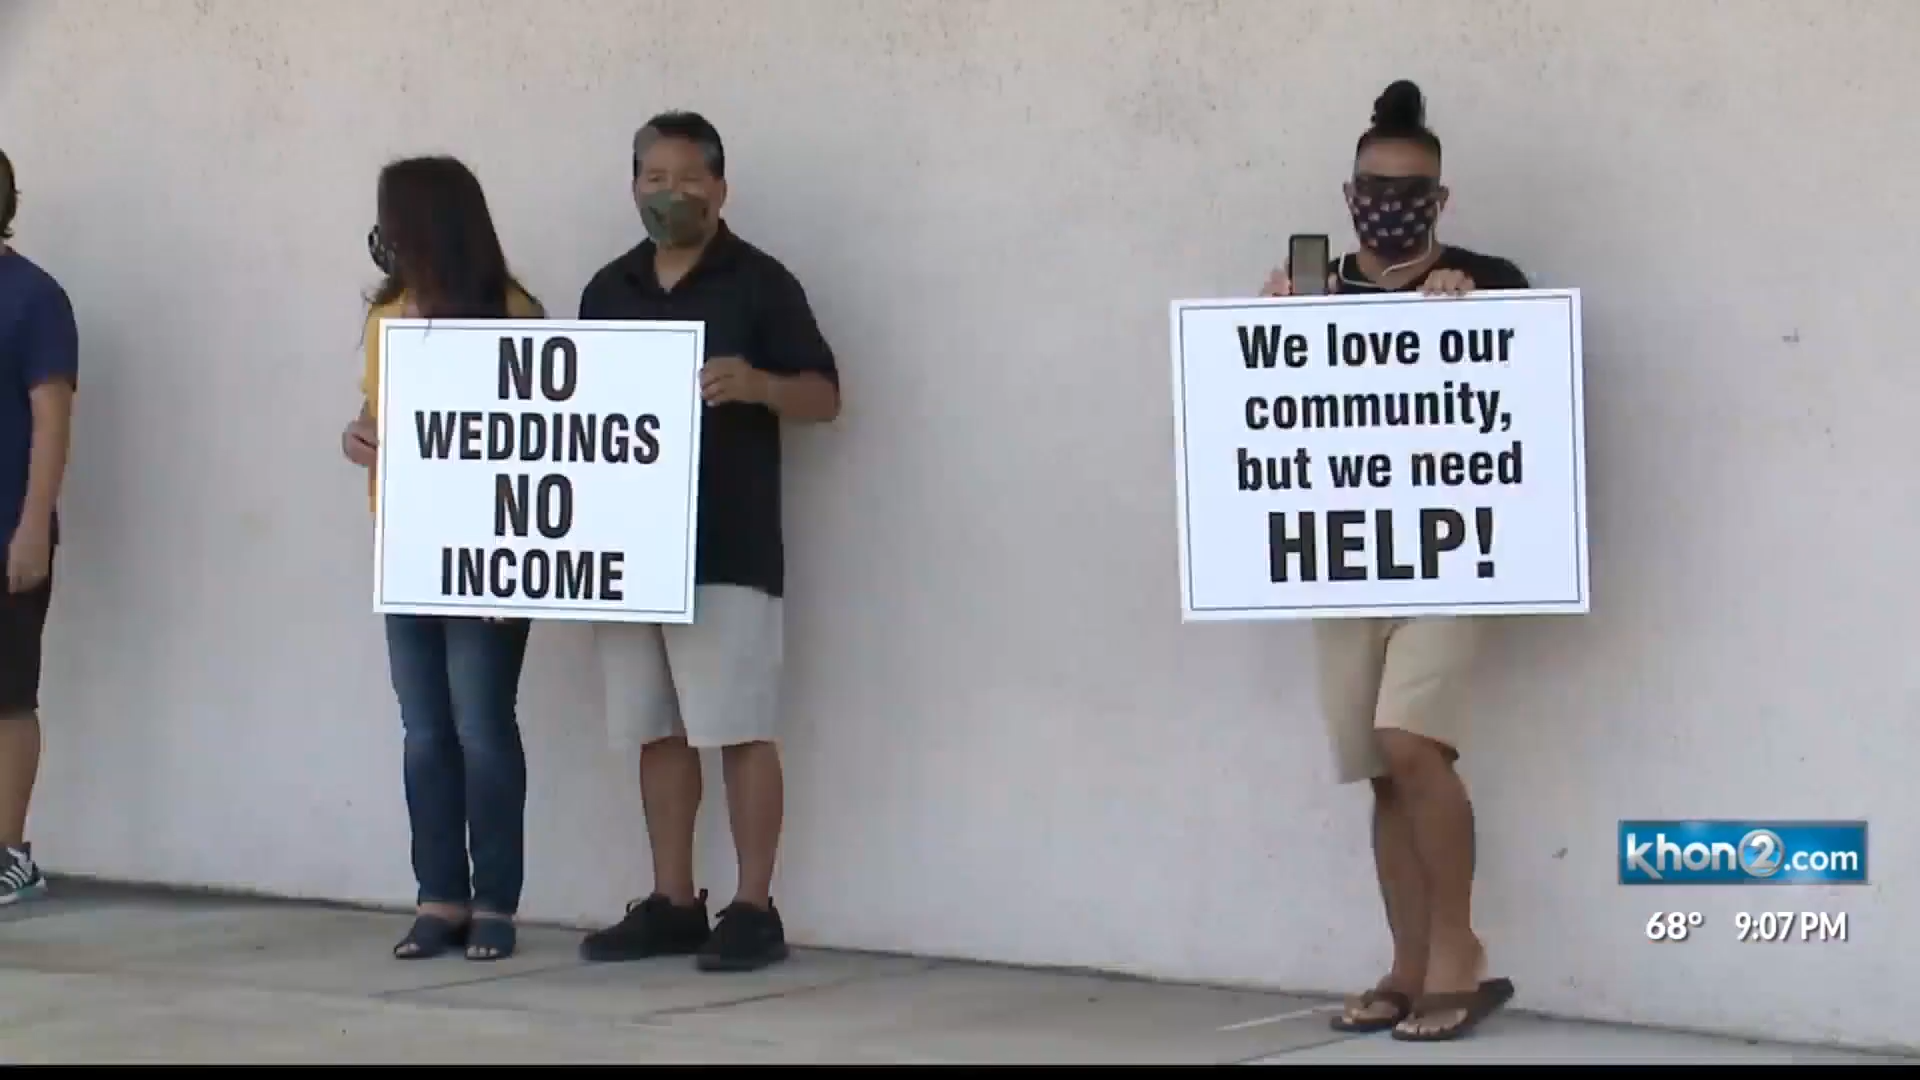 NO
WEDDINGS
NO
INCOME
We love our
community,
but we need
HELP!
khon2.com
68° 9:07 PM